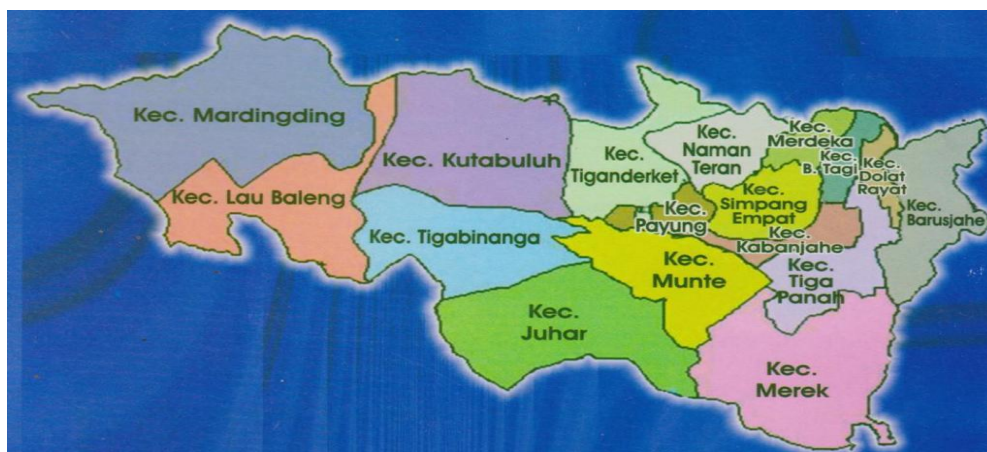 Kec. Mardingding
Kec. Lau Baleng
Kec. Kutabuluh
Kec. Tigabinanga
Kec.
Juhar
Kec.
Tiganderket
Kec.
Naman
Teran
Kec.
Merdeka
Kec.
B. Tagi
Kec.
Dolat
Rayat
Kec.
Barusjahe
Kec.
Simpang
Empat
Kec.
Payung
Kec.
Kabanjahe
Kec.
Munte
Kec.
Tiga
Panah
Kec.
Merek